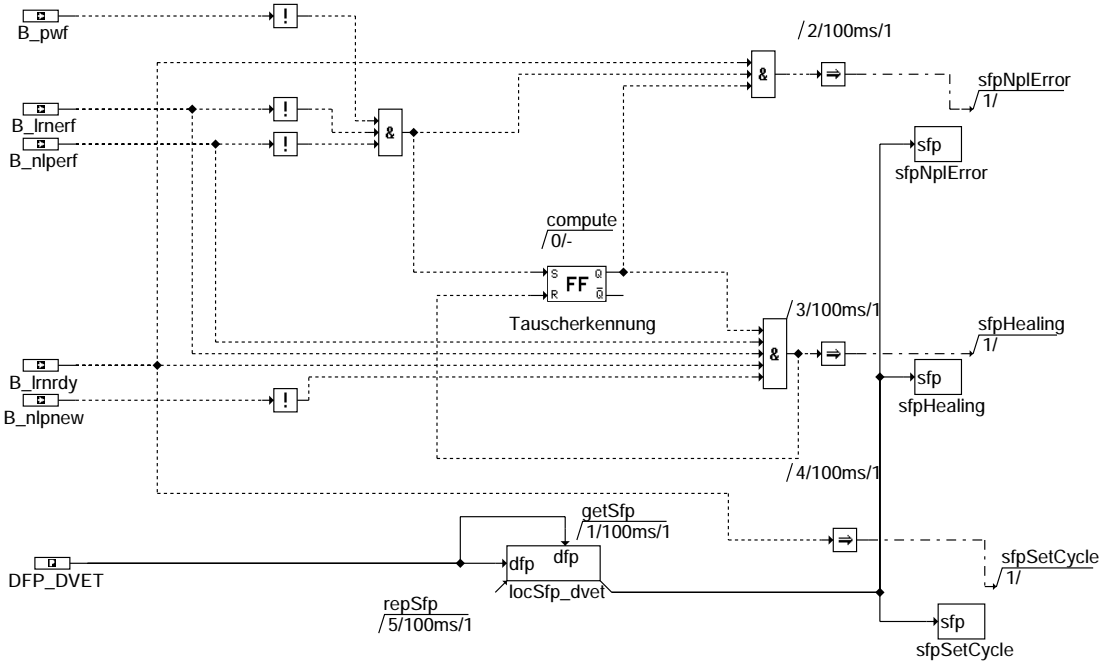 B_pwf
!
/2/100ms/1
&
⇒
sfpNplError
1/
B_lrnerf
!
&
B_nlperf
!
sfp
sfpNplError
compute
/0/-
S Q
FF
R Q̅
Tauscherkennung
/3/100ms/1
&
⇒
sfpHealing
1/
B_lrnrdy
sfp
sfpHealing
B_nlpnew
!
/4/100ms/1
getSfp
/1/100ms/1
⇒
dfp
dfp
locSfp_dvet
DFP_DVET
sfpSetCycle
1/
repSfp
/5/100ms/1
sfp
sfpSetCycle